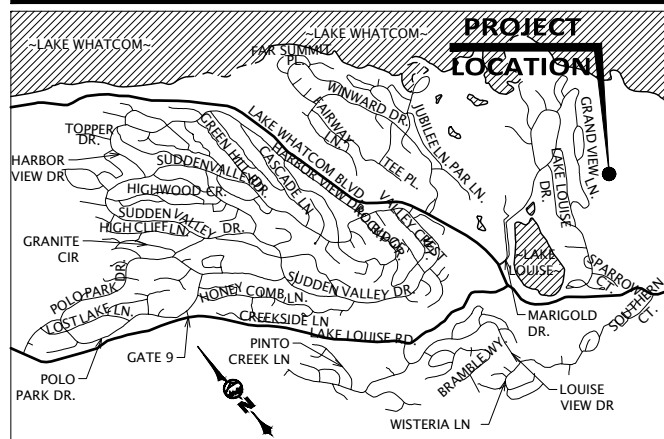 ~LAKE WHATCOM~
~LAKE WHATCOM~
PROJECT
LOCATION
FAR SUMMIT
PL.
WINWARD DR.
FAIRWAY
LN.
JUBILEE LN.
PAR LN.
TEE PL.
GRAND VIEW LN.
LAKE LOUISE
DR.
LAKE WHATCOM BLVD
TOPPER
DR.
HARBOR
VIEW DR.
SUDDENVALLEY DR.
GREEN HILL RD.
CASCADE LN
HARBOR VIEW DR.
HIGHWOOD CR.
SUDDEN VALLEY
DR.
HIGH CLIFF LN.
GRANITE
CIR
VALLEY CREST
~LAKE
LOUISE~
SPARROW
CT.
SOUTHERN
CT.
POLO PARK
DR.
HONEY COMB LN.
SUDDEN VALLEY DR.
LOST LAKE LN.
CREEKSIDE LN
LAKE LOUISE RD.
MARIGOLD
DR.
GATE 9
PINTO
CREEK LN
BRAMBLE WY.
POLO
PARK DR.
LOUISE
VIEW DR
WISTERIA LN
N